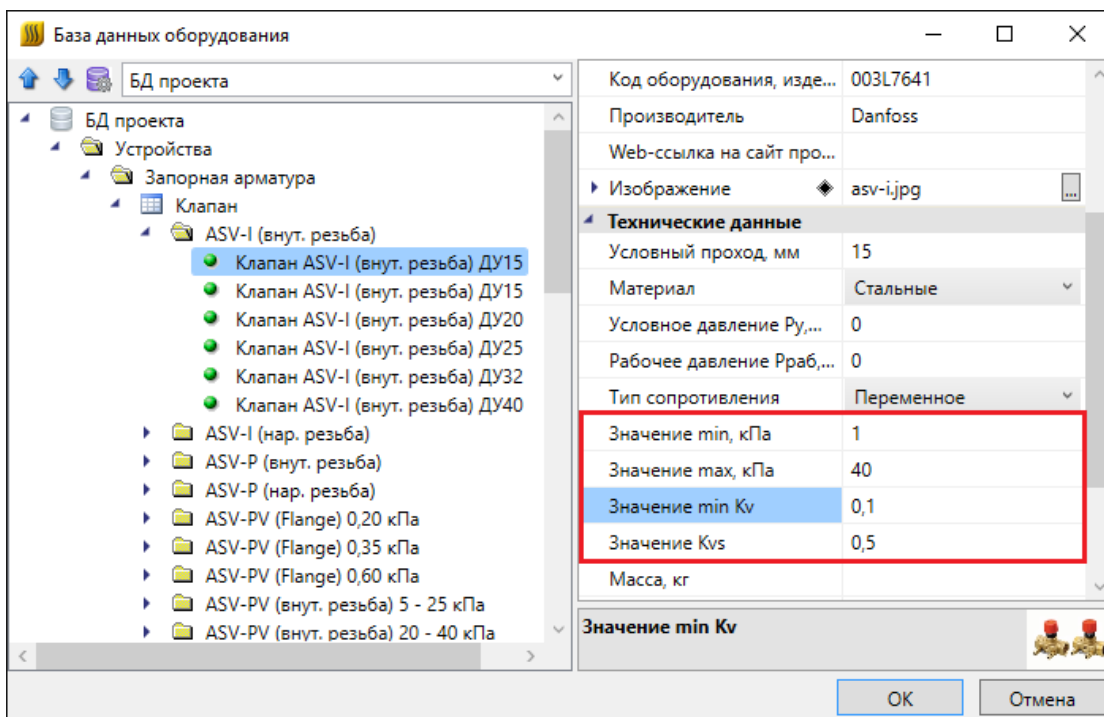 База данных оборудования
БД проекта
БД проекта
Устройства
Запорная арматура
Клапан
ASV-I (внут. резьба)
Клапан ASV-I (внут. резьба) ДУ15
Клапан ASV-I (внут. резьба) ДУ15
Клапан ASV-I (внут. резьба) ДУ20
Клапан ASV-I (внут. резьба) ДУ25
Клапан ASV-I (внут. резьба) ДУ32
Клапан ASV-I (внут. резьба) ДУ40
ASV-I (нар. резьба)
ASV-P (внут. резьба)
ASV-P (нар. резьба)
ASV-PV (Flange) 0,20 кПа
ASV-PV (Flange) 0,35 кПа
ASV-PV (Flange) 0,60 кПа
ASV-PV (внут. резьба) 5 - 25 кПа
ASV-PV (внут. резьба) 20 - 40 кПа
Код оборудования, изде... 003L7641
Производитель Danfoss
Web-ссылка на сайт про...
Изображение asv-i.jpg ...
Технические данные
Условный проход, мм 15
Материал Стальные
Условное давление Ру,... 0
Рабочее давление Рраб,... 0
Тип сопротивления Переменное
Значение min, кПа 1
Значение max, кПа 40
Значение min Kv 0,1
Значение Kvs 0,5
Масса, кг
Значение min Kv
ОК Отмена